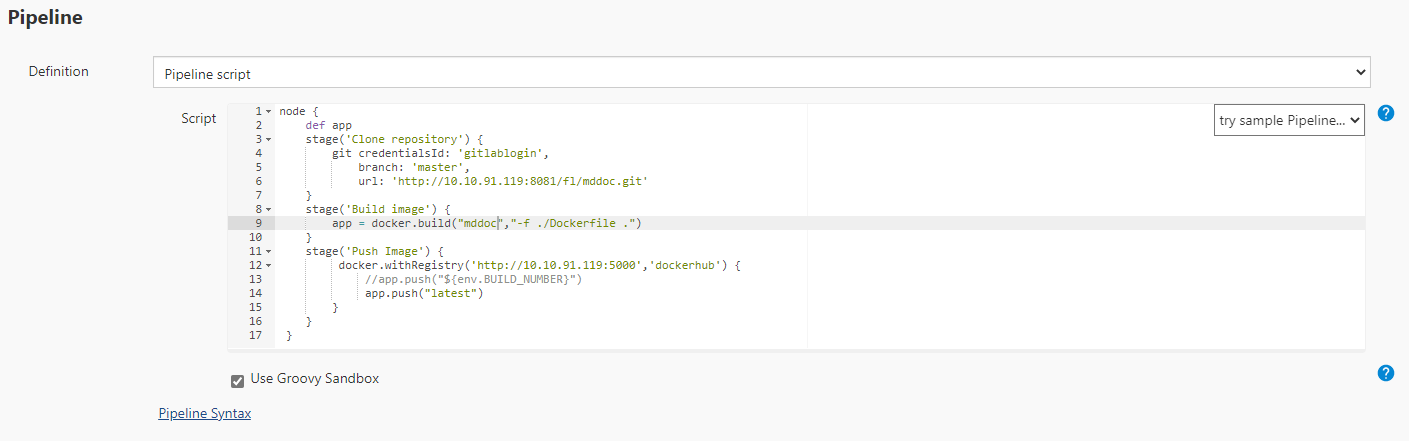 Pipeline
Definition
Pipeline script
Script
try sample Pipeline...
1 node {
2     def app
3     stage('Clone repository') {
4         git credentialsId: 'gitlablogin',
5             branch: 'master',
6             url: 'http://10.10.91.119:8081/fl/mddoc.git'
7     }
8     stage('Build image') {
9         app = docker.build("mddoc","-f ./Dockerfile .")
10     }
11     stage('Push Image') {
12          docker.withRegistry('http://10.10.91.119:5000','dockerhub') {
13              //app.push("${env.BUILD_NUMBER}")
14              app.push("latest")
15         }
16     }
17  }
Use Groovy Sandbox
Pipeline Syntax